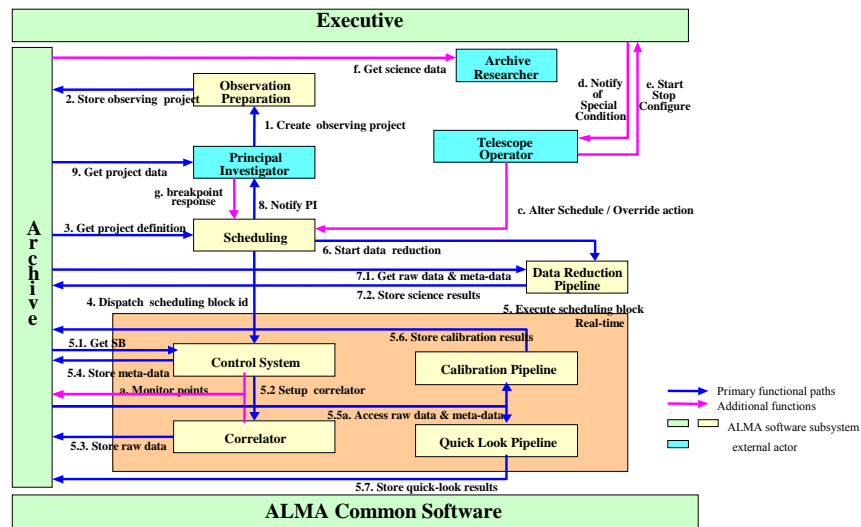 Executive
f. Get science data
Archive
Researcher
d. Notify
of
Special
Condition
e. Start
Stop
Configure
2. Store observing project
Observation
Preparation
1. Create observing project
Telescope
Operator
9. Get project data
Principal
Investigator
g. breakpoint
response
8. Notify PI
c. Alter Schedule / Override action
3. Get project definition
Scheduling
6. Start data reduction
Archive
7.1. Get raw data & meta-data
Data Reduction
Pipeline
7.2. Store science results
4. Dispatch scheduling block id
5. Execute scheduling block
Real-time
5.6. Store calibration results
5.1. Get SB
Control System
Calibration Pipeline
5.4. Store meta-data
a. Monitor points
5.2 Setup correlator
5.5a. Access raw data & meta-data
Correlator
Quick Look Pipeline
5.3. Store raw data
5.7. Store quick-look results
Primary functional paths
Additional functions
ALMA software subsystem
external actor
ALMA Common Software